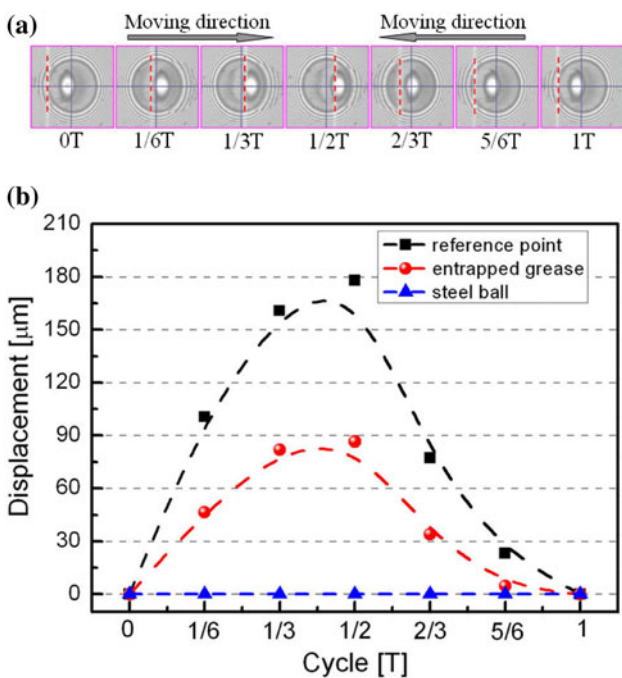 (a)
Moving direction
Moving direction
0T 1/6T 1/3T 1/2T 2/3T 5/6T 1T
(b)
210
180
150
120
90
60
30
0
Displacement [μm]
reference point
entrapped grease
steel ball
0 1/6 1/3 1/2 2/3 5/6 1
Cycle [T]